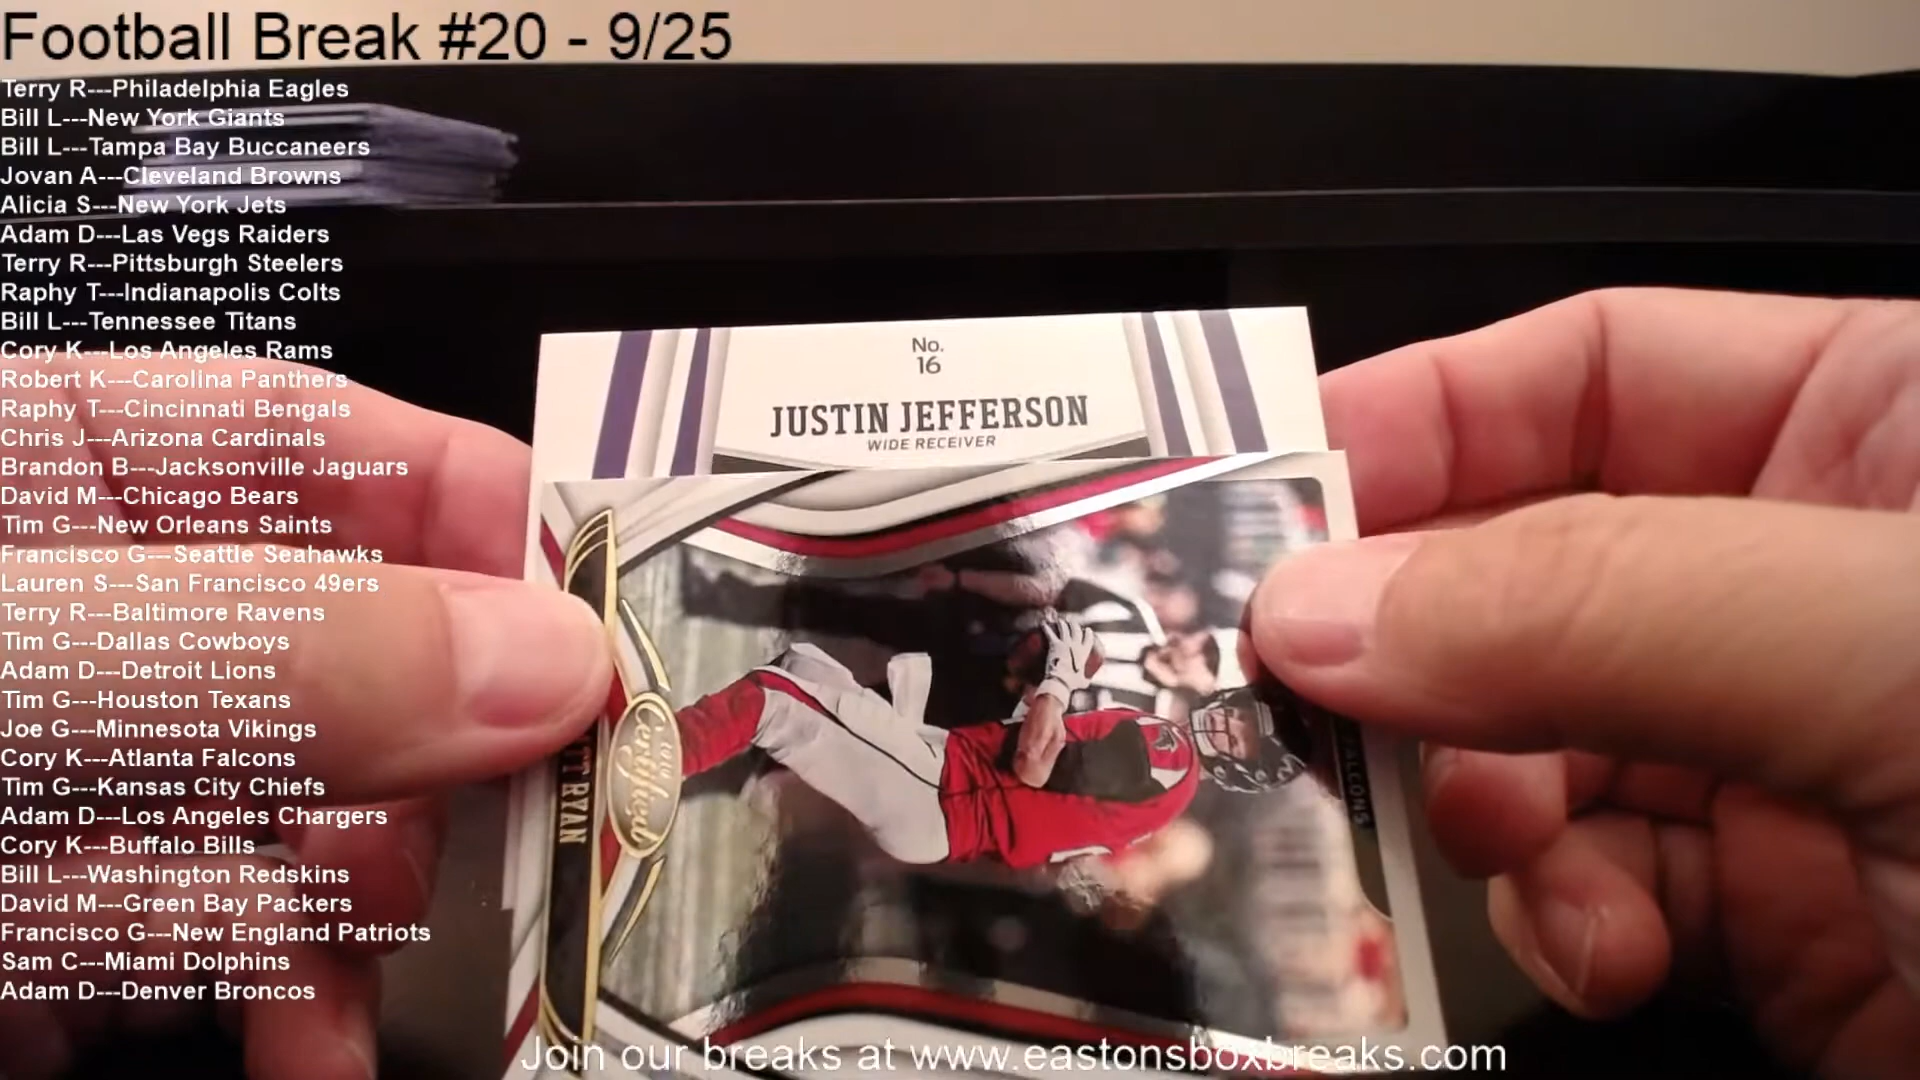 Football Break #20 - 9/25
Terry R---Philadelphia Eagles
Bill L---New York Giants
Bill L---Tampa Bay Buccaneers
Jovan A---Cleveland Browns
Alicia S---New York Jets
Adam D---Las Vegs Raiders
Terry R---Pittsburgh Steelers
Raphy T---Indianapolis Colts
Bill L---Tennessee Titans
Cory K---Los Angeles Rams
Robert K---Carolina Panthers
Raphy T---Cincinnati Bengals
Chris J---Arizona Cardinals
Brandon B---Jacksonville Jaguars
David M---Chicago Bears
Tim G---New Orleans Saints
Francisco G---Seattle Seahawks
Lauren S---San Francisco 49ers
Terry R---Baltimore Ravens
Tim G---Dallas Cowboys
Adam D---Detroit Lions
Tim G---Houston Texans
Joe G---Minnesota Vikings
Cory K---Atlanta Falcons
Tim G---Kansas City Chiefs
Adam D---Los Angeles Chargers
Cory K---Buffalo Bills
Bill L---Washington Redskins
David M---Green Bay Packers
Francisco G---New England Patriots
Sam C---Miami Dolphins
Adam D---Denver Broncos
No.
16
JUSTIN JEFFERSON
WIDE RECEIVER
Certified
RYAN
FALCONS
Join our breaks at www.eastonsboxbreaks.com